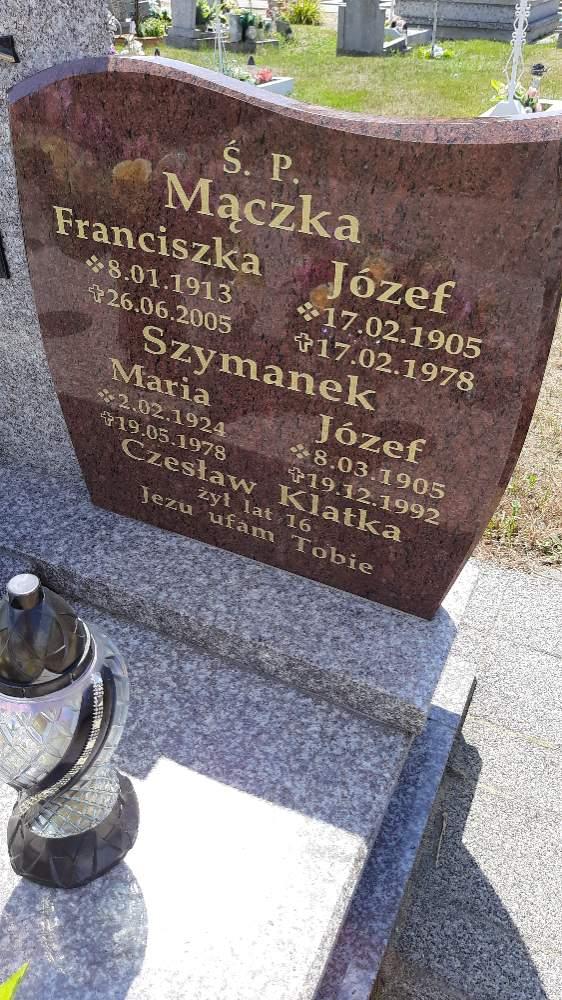 Ś. P.
Mączka
Franciszka Józef
❖8.01.1913 ❖17.02.1905
✞26.06.2005 ✞17.02.1978
Szymanek
Maria Józef
❖2.02.1924 ❖8.03.1905
✞19.05.1978 ✞19.12.1992
Czesław Klatka
żył lat 16
Jezu ufam Tobie